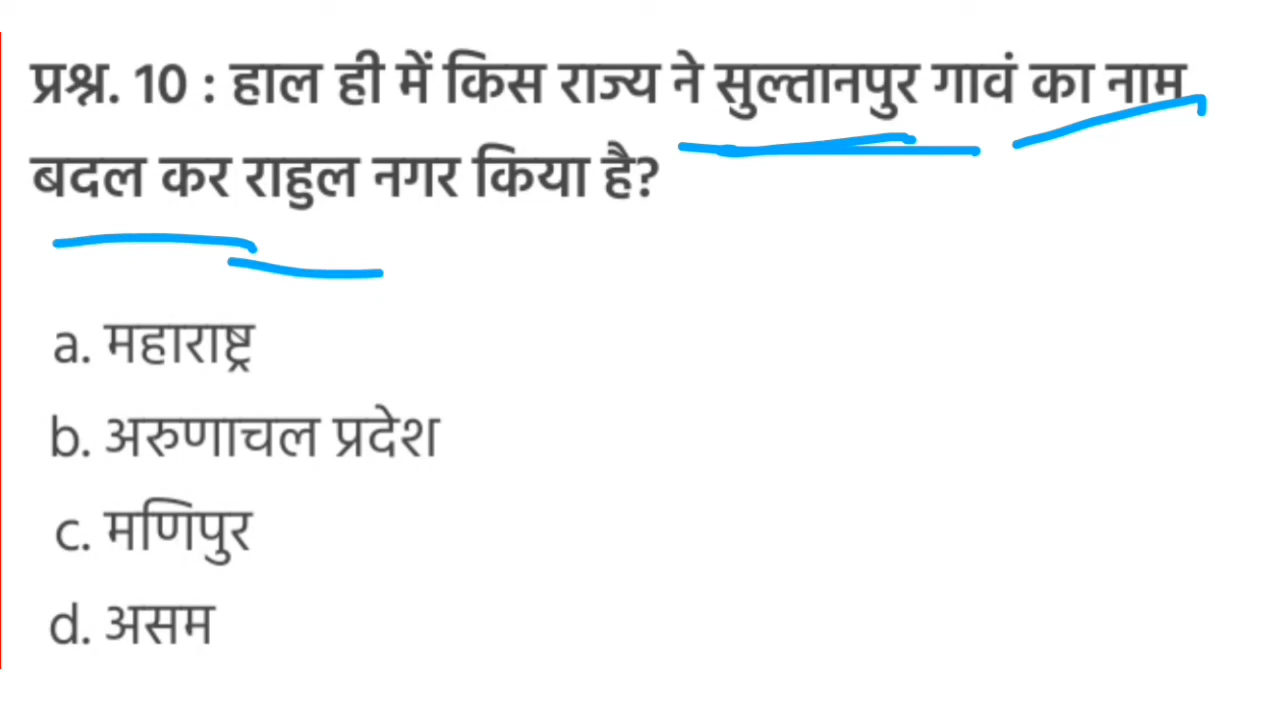 प्रश्न. 10 : हाल ही में किस राज्य ने सुल्तानपुर गावं का नाम
बदल कर राहुल नगर किया है?
a. महाराष्ट्र
b. अरुणाचल प्रदेश
c. मणिपुर
d. असम